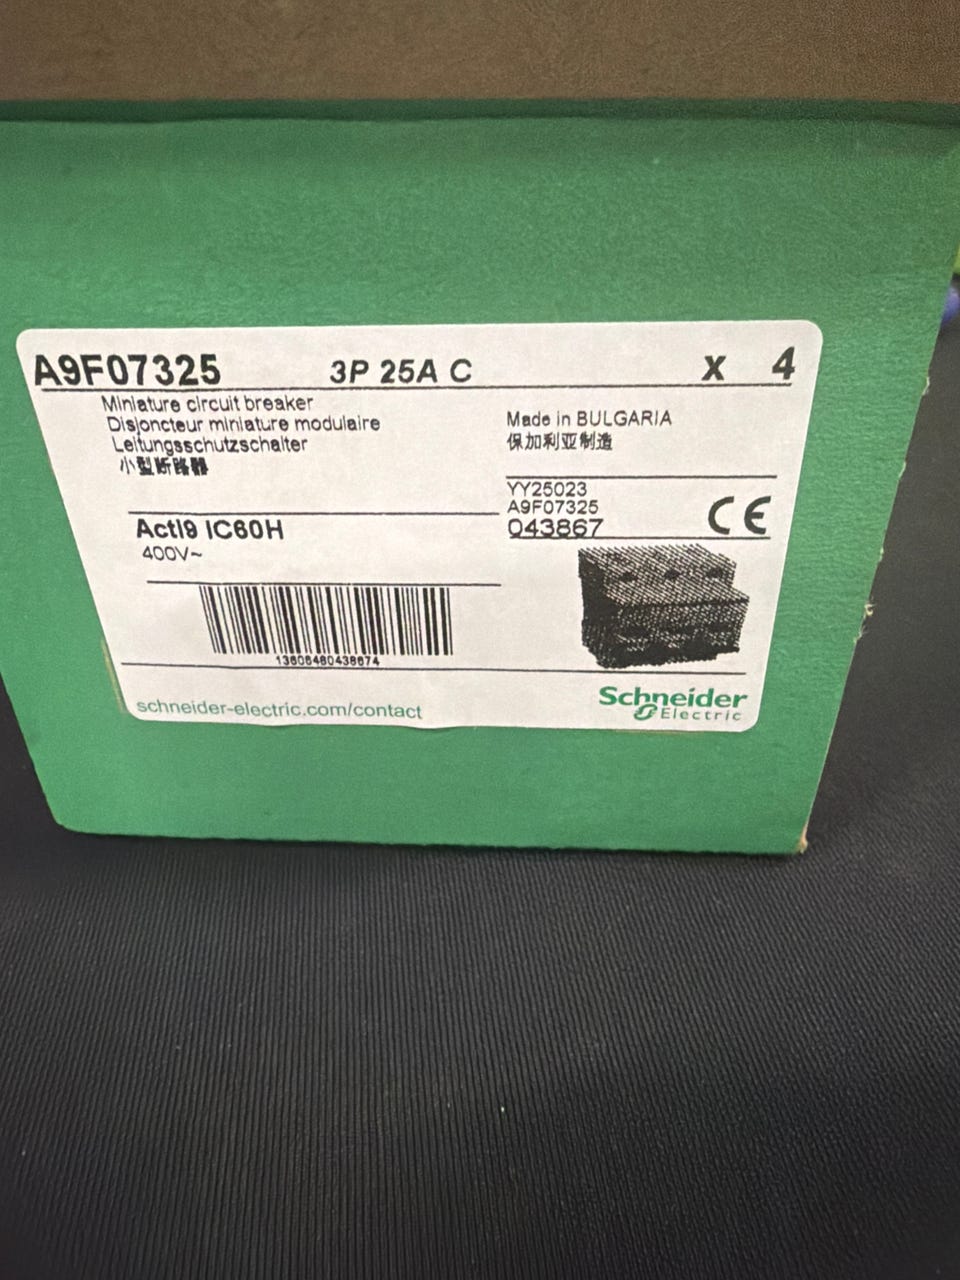 A9F07325 3P 25A C x 4
Miniature circuit breaker
Disjoncteur miniature modulaire
Leitungsschutzschalter
小型断路器
Made in BULGARIA
保加利亚制造
YY25023
A9F07325
043867
CE
Acti9 IC60H
400V~
13606480438674
schneider-electric.com/contact
Schneider
Electric